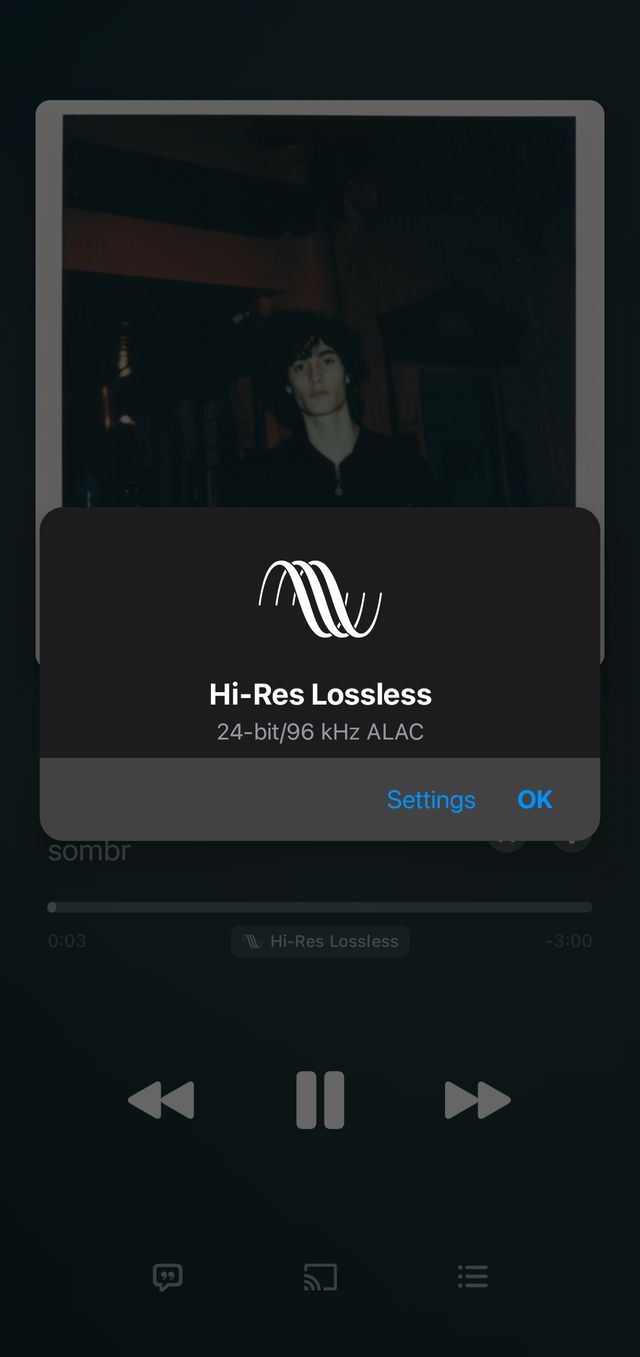 Hi-Res Lossless
24-bit/96 kHz ALAC
Settings OK
sombr
0:03 Hi-Res Lossless -3:00